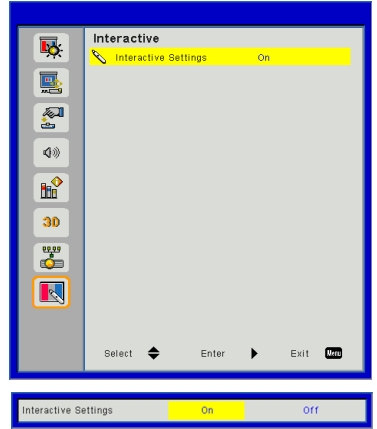 Interactive
Interactive Settings On
3D
Select Enter Exit Menu
Interactive Settings On Off